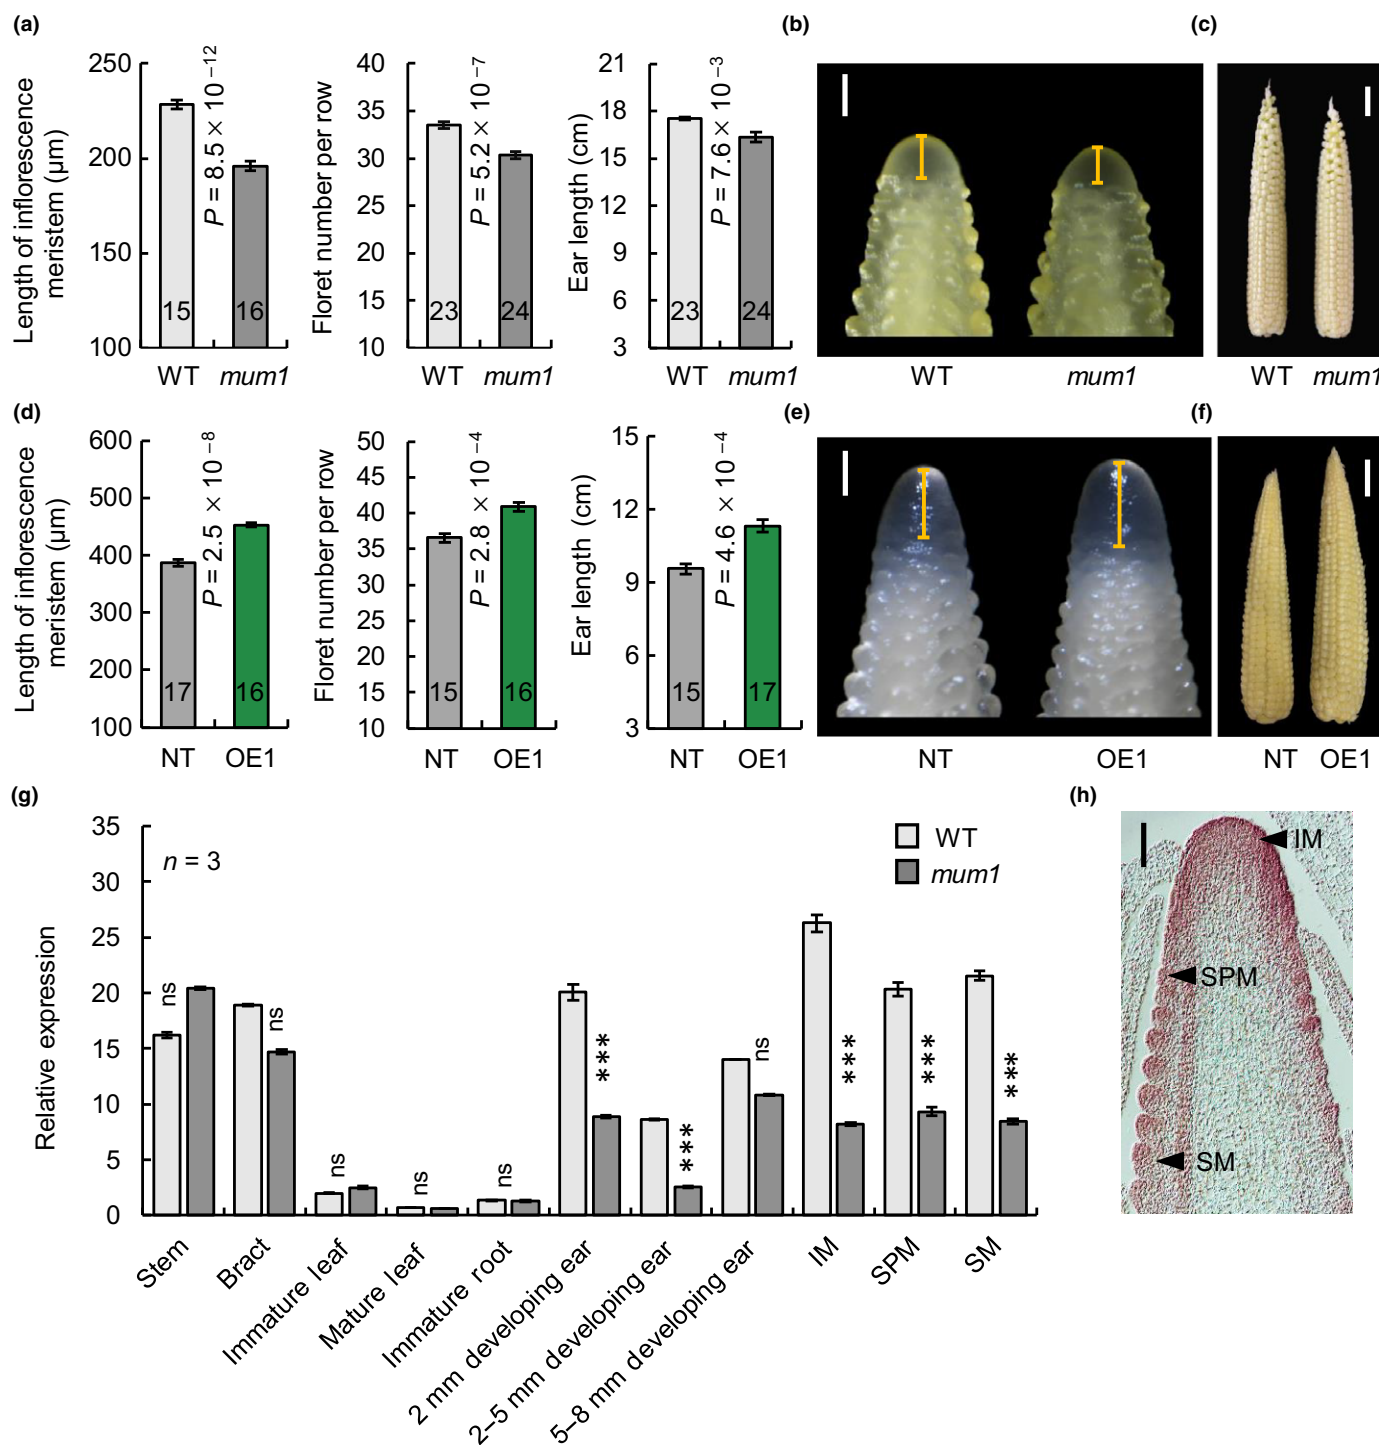 (a)
Length of inflorescence
meristem (µm)
250
200
150
100
P = 8.5 × 10 −12
15
16
WT
mum1
Floret number per row
40
35
30
25
20
15
10
P = 5.2 × 10 −7
23
24
WT
mum1
Ear length (cm)
21
18
15
12
9
6
3
P = 7.6 × 10 −3
23
24
WT
mum1
(b)
WT
mum1
(c)
WT
mum1
(d)
Length of inflorescence
meristem (µm)
600
500
400
300
200
100
P = 2.5 × 10 −8
17
16
NT
OE1
Floret number per row
50
45
40
35
30
25
20
15
10
P = 2.8 × 10 −4
15
16
NT
OE1
Ear length (cm)
15
12
9
6
3
P = 4.6 × 10 −4
15
17
NT
OE1
(e)
NT
OE1
(f)
NT
OE1
(g)
Relative expression
35
30
25
20
15
10
5
0
n = 3
WT
mum1
ns
ns
ns
ns
ns
***
***
ns
***
***
***
Stem
Bract
Immature leaf
Mature leaf
Immature root
2 mm developing ear
2–5 mm developing ear
5–8 mm developing ear
IM
SPM
SM
(h)
IM
SPM
SM